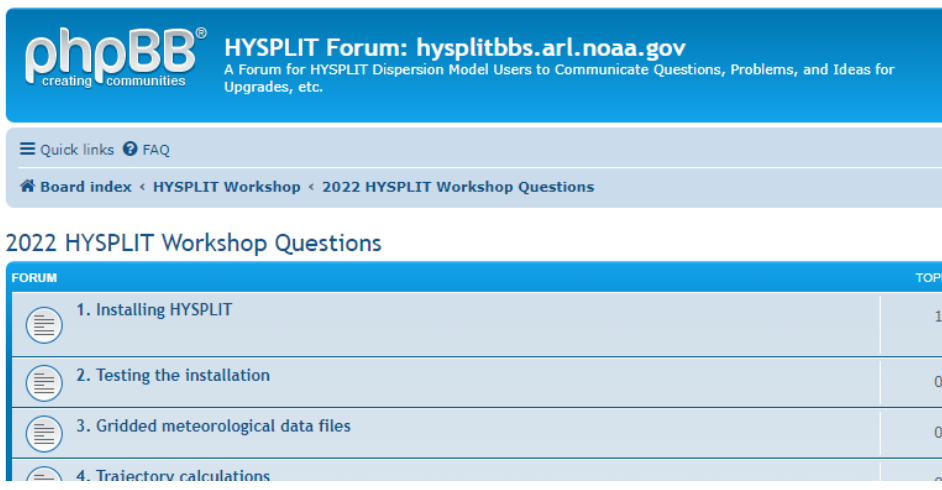 phpBB®
creating communities
HYSPLIT Forum: hysplitbbs.arl.noaa.gov
A Forum for HYSPLIT Dispersion Model Users to Communicate Questions, Problems, and Ideas for
Upgrades, etc.
Quick links FAQ
Board index ‹ HYSPLIT Workshop ‹ 2022 HYSPLIT Workshop Questions
2022 HYSPLIT Workshop Questions
FORUM TOPI
1. Installing HYSPLIT 1
2. Testing the installation 0
3. Gridded meteorological data files 0
4. Trajectory calculations